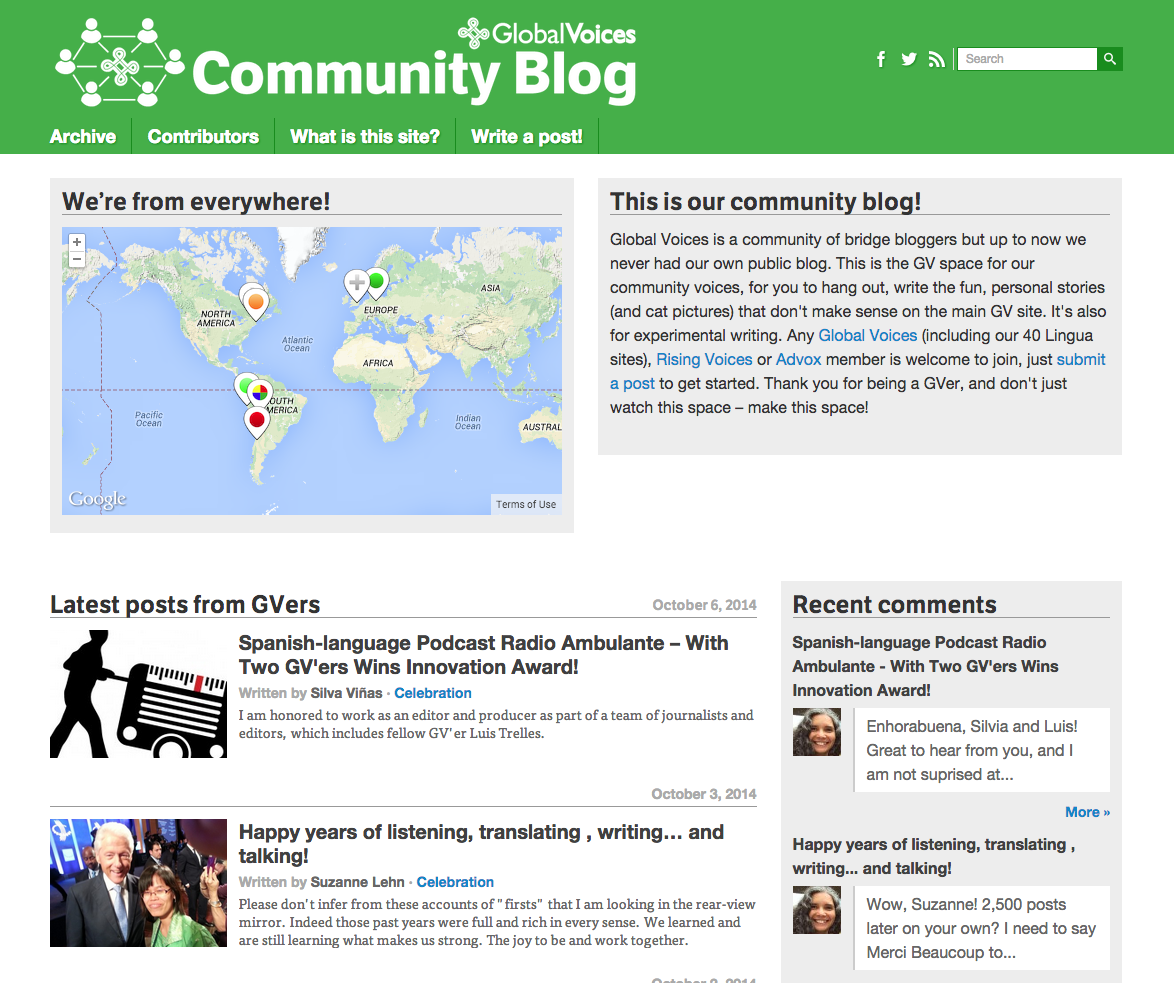 GlobalVoices
Community Blog
Search
Archive
Contributors
What is this site?
Write a post!
We're from everywhere!
+
−
NORTH
AMERICA
EUROPE
ASIA
Atlantic
Ocean
AFRICA
SOUTH
AMERICA
Pacific
Ocean
Indian
Ocean
AUSTRAL
Google
Terms of Use
This is our community blog!
Global Voices is a community of bridge bloggers but up to now we
never had our own public blog. This is the GV space for our
community voices, for you to hang out, write the fun, personal stories
(and cat pictures) that don't make sense on the main GV site. It's also
for experimental writing. Any Global Voices (including our 40 Lingua
sites), Rising Voices or Advox member is welcome to join, just submit
a post to get started. Thank you for being a GVer, and don't just
watch this space – make this space!
Latest posts from GVers
October 6, 2014
Spanish-language Podcast Radio Ambulante – With
Two GV'ers Wins Innovation Award!
Written by Silva Viñas · Celebration
I am honored to work as an editor and producer as part of a team of journalists and
editors, which includes fellow GV'er Luis Trelles.
October 3, 2014
Happy years of listening, translating , writing... and
talking!
Written by Suzanne Lehn · Celebration
Please don't infer from these accounts of "firsts" that I am looking in the rear-view
mirror. Indeed those past years were full and rich in every sense. We learned and
are still learning what makes us strong. The joy to be and work together.
Recent comments
Spanish-language Podcast Radio
Ambulante - With Two GV'ers Wins
Innovation Award!
Enhorabuena, Silvia and Luis!
Great to hear from you, and I
am not suprised at...
More »
Happy years of listening, translating ,
writing... and talking!
Wow, Suzanne! 2,500 posts
later on your own? I need to say
Merci Beaucoup to...